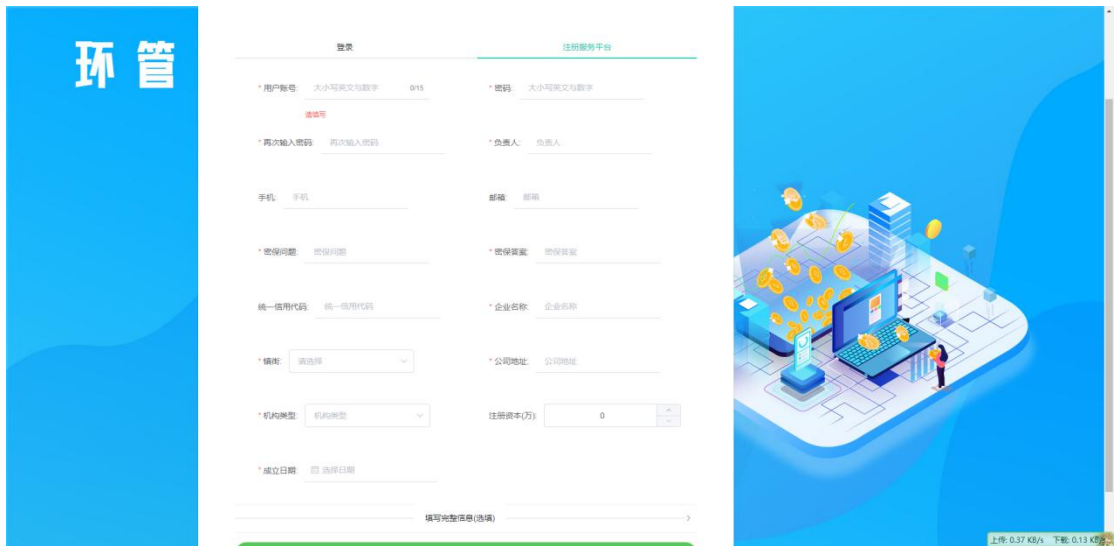 环管
登录 注册服务平台
* 用户账号: 大小写英文与数字 0/15 * 密码: 大小写英文与数字
请填写
* 再次输入密码: 再次输入密码 * 负责人: 负责人
手机: 手机 邮箱: 邮箱
* 密保问题: 密保问题 * 密保答案: 密保答案
统一信用代码: 统一信用代码 * 企业名称: 企业名称
* 镇街: 请选择 * 公司地址: 公司地址
* 机构类型: 机构类型 注册资本(万): 0
* 成立日期: 选择日期
填写完整信息(选填)
上传: 0.37 KB/s 下载: 0.13 KB/s